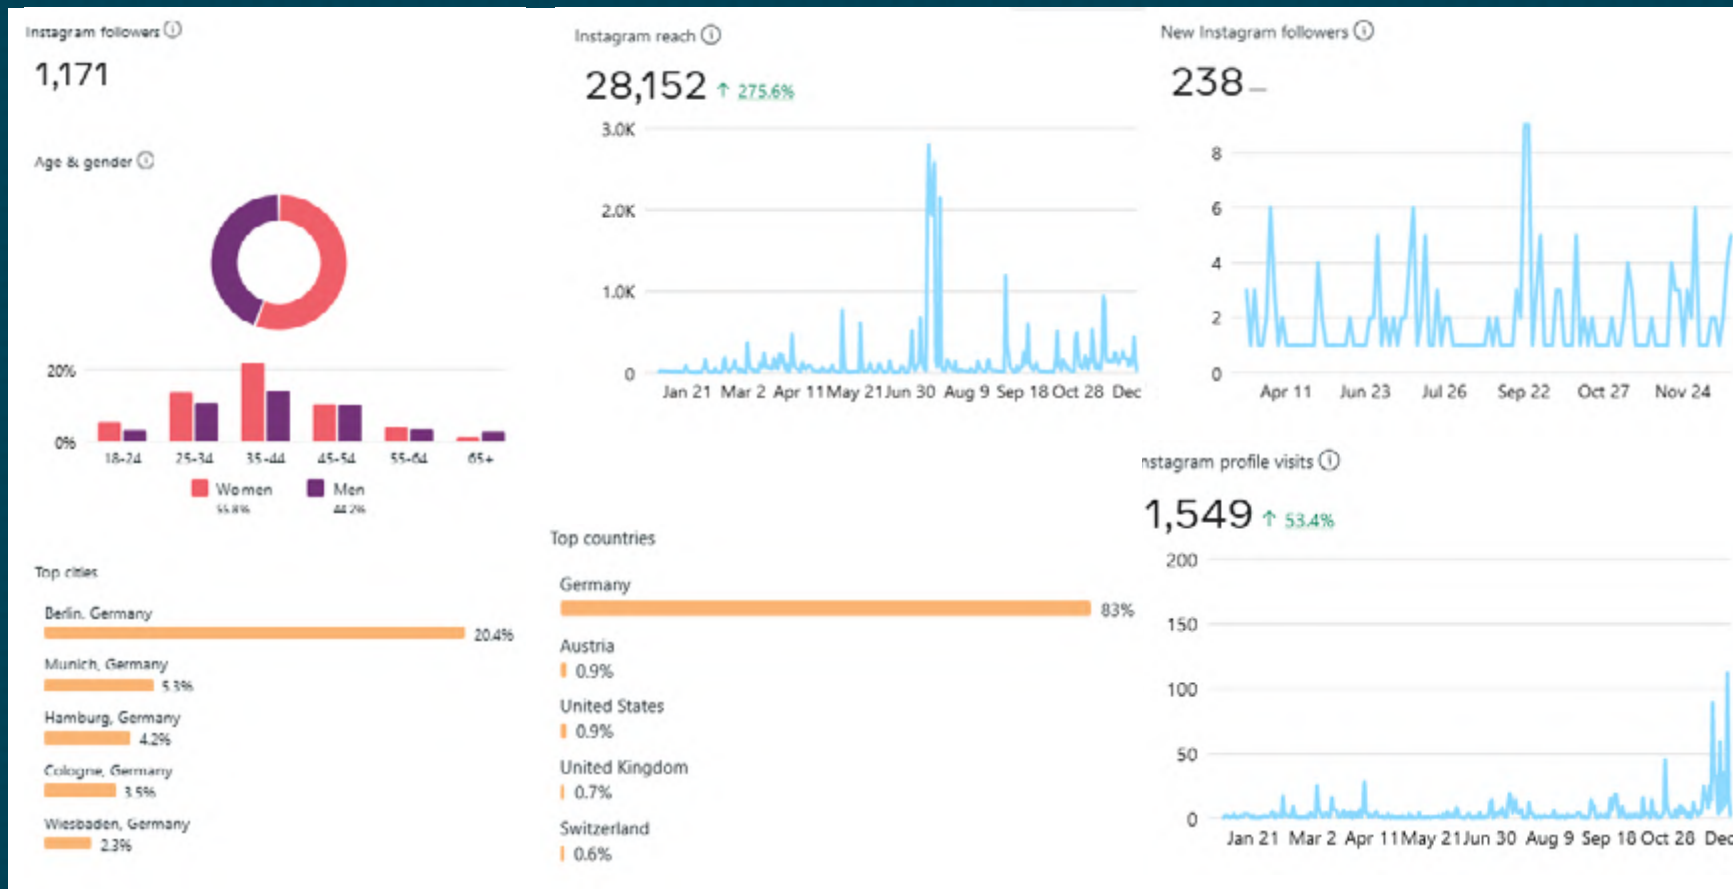 Instagram followers
1,171
Age & gender
20%
0%
18-24 25-34 35-44 45-54 55-64 65+
Women Men
55.8% 44.2%
Top cities
Berlin, Germany
20.4%
Munich, Germany
5.3%
Hamburg, Germany
4.2%
Cologne, Germany
3.5%
Wiesbaden, Germany
2.3%
Instagram reach
28,152 ↑ 275.6%
3.0K
2.0K
1.0K
0
Jan 21 Mar 2 Apr 11 May 21 Jun 30 Aug 9 Sep 18 Oct 28 Dec
Top countries
Germany
83%
Austria
0.9%
United States
0.9%
United Kingdom
0.7%
Switzerland
0.6%
New Instagram followers
238 –
8
6
4
2
0
Apr 11 Jun 23 Jul 26 Sep 22 Oct 27 Nov 24
nstagram profile visits
1,549 ↑ 53.4%
200
150
100
50
0
Jan 21 Mar 2 Apr 11 May 21 Jun 30 Aug 9 Sep 18 Oct 28 Dec